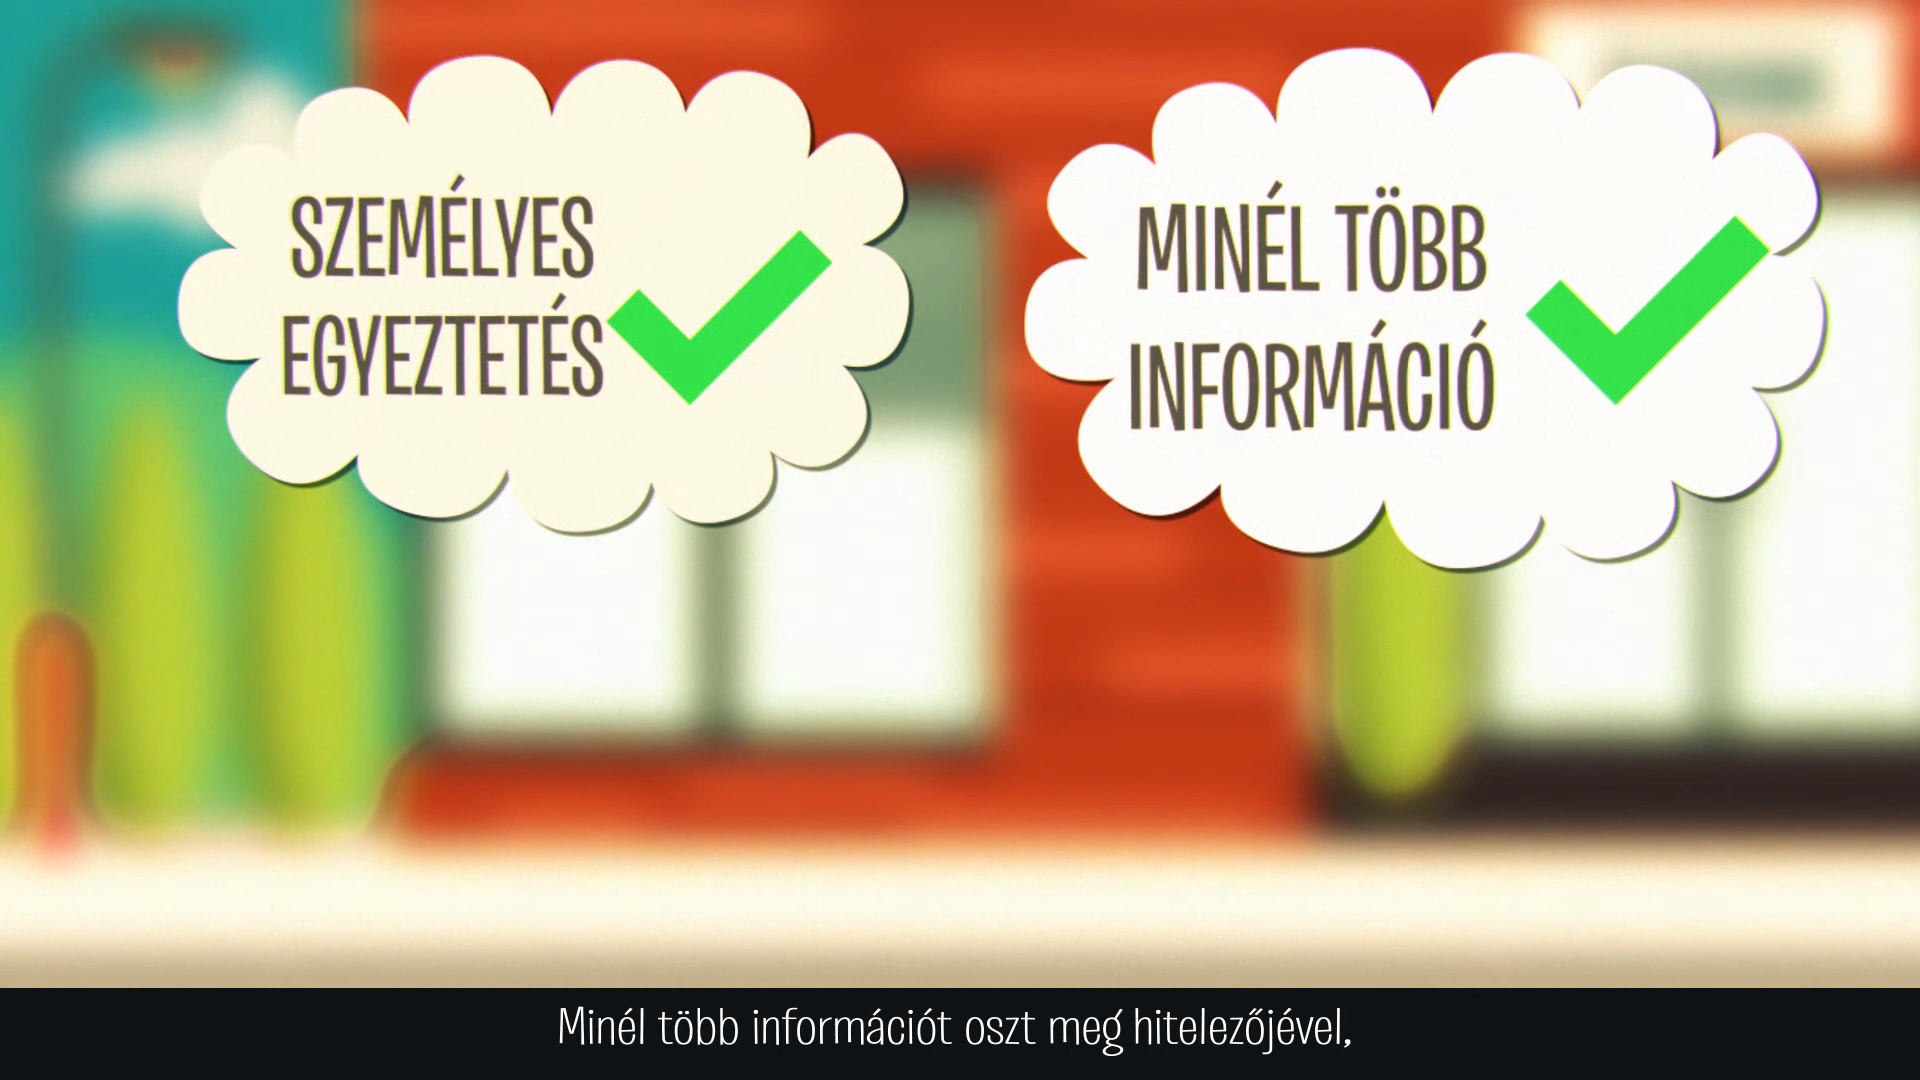 SZEMÉLYES
EGYEZTETÉS
MINÉL TÖBB
INFORMÁCIÓ
Minél több információt oszt meg hitelezőjével,